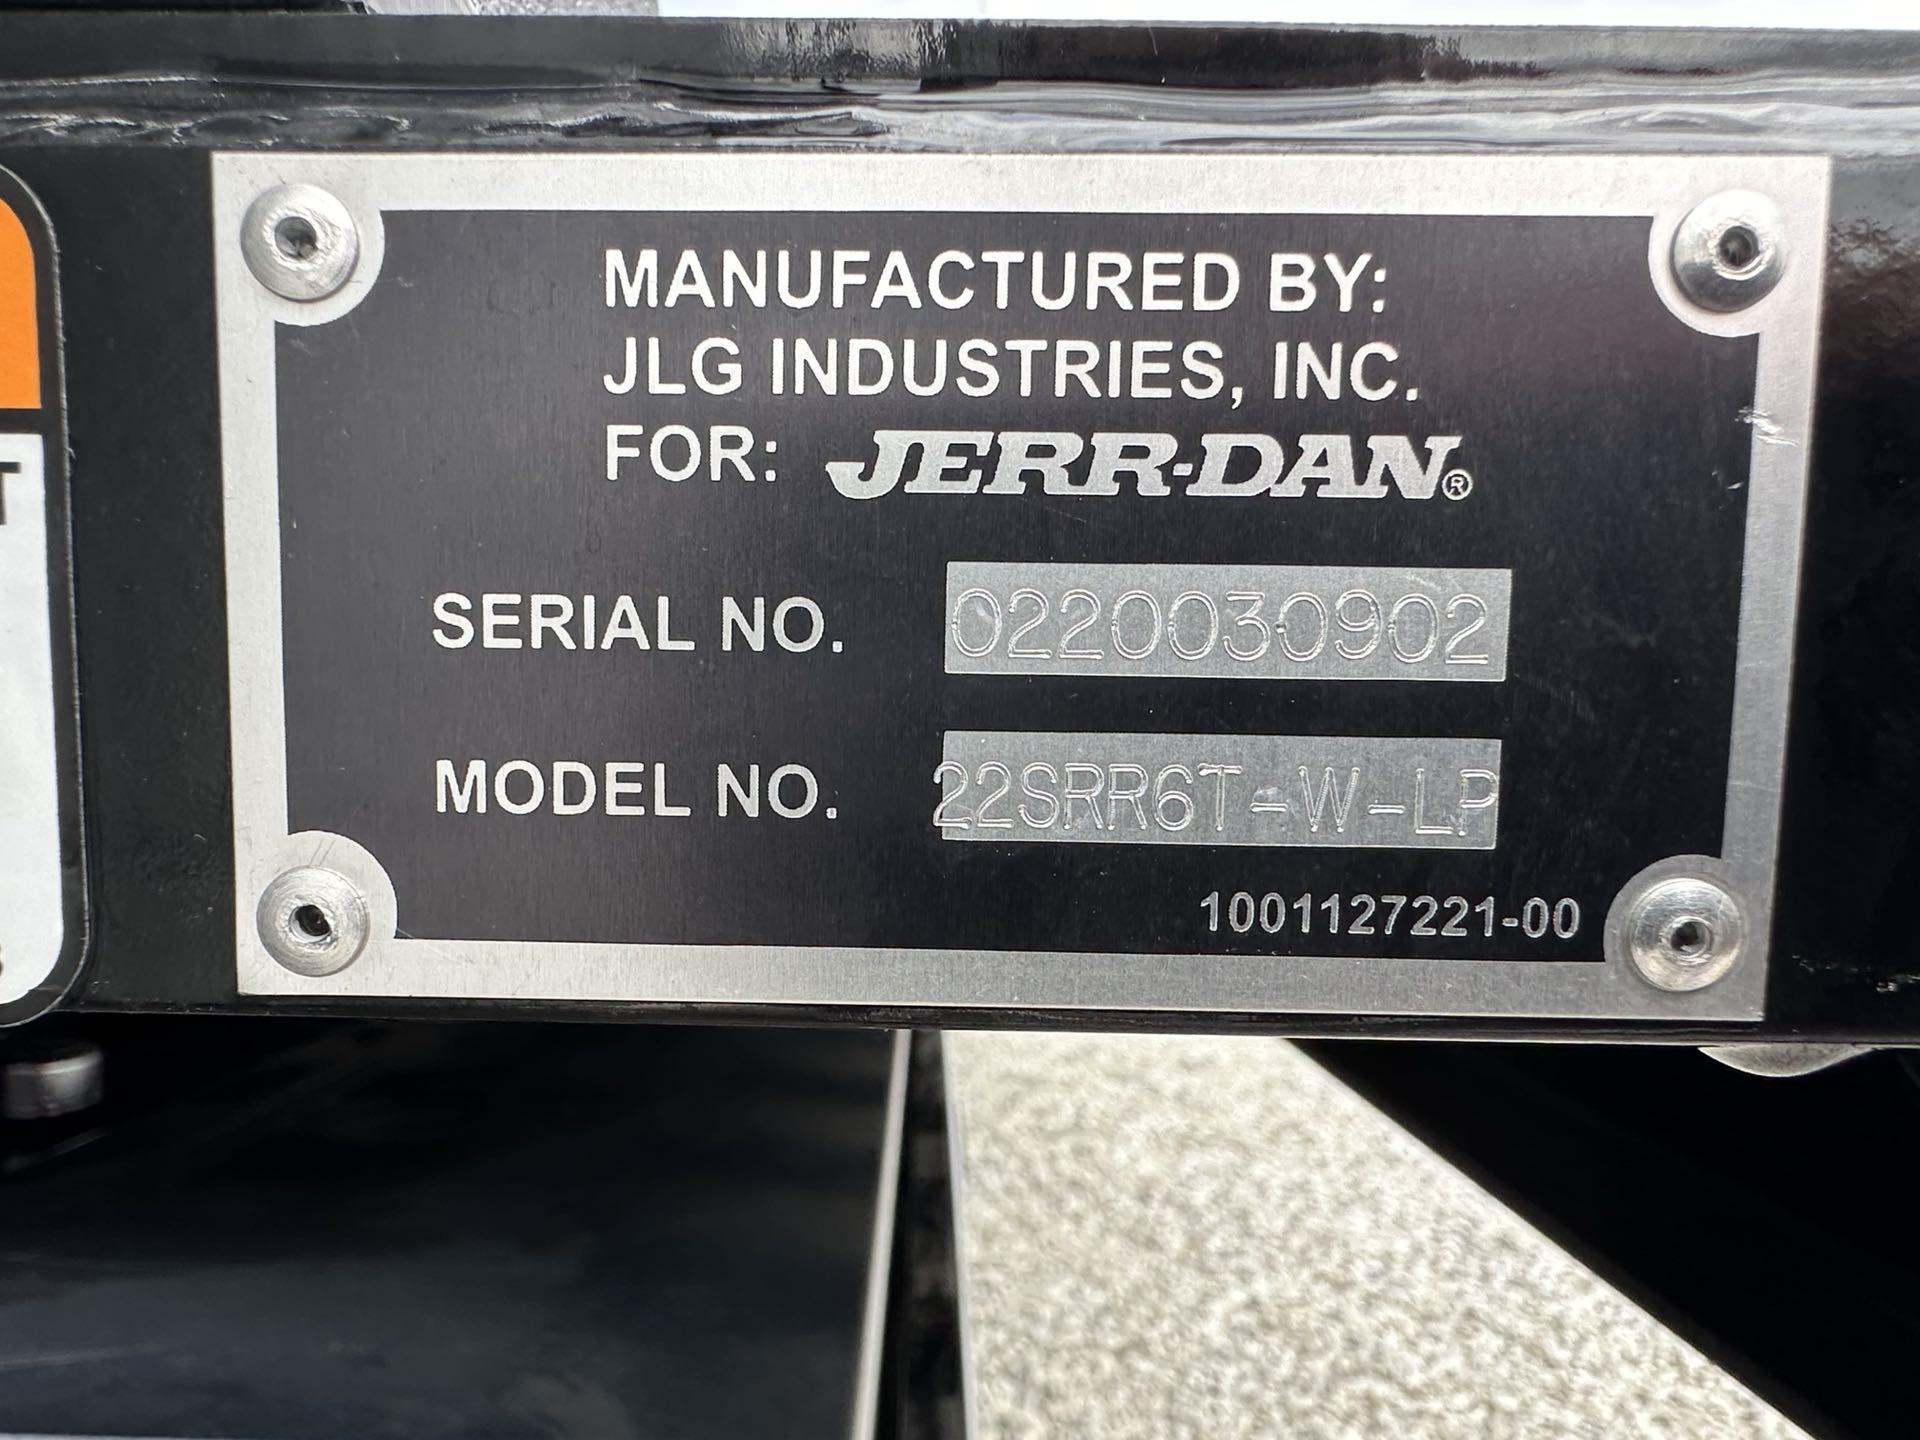 MANUFACTURED BY:
JLG INDUSTRIES, INC.
FOR: JERR-DAN®
SERIAL NO. 0220030902
MODEL NO. 22SRR6T-W-LP
1001127221-00